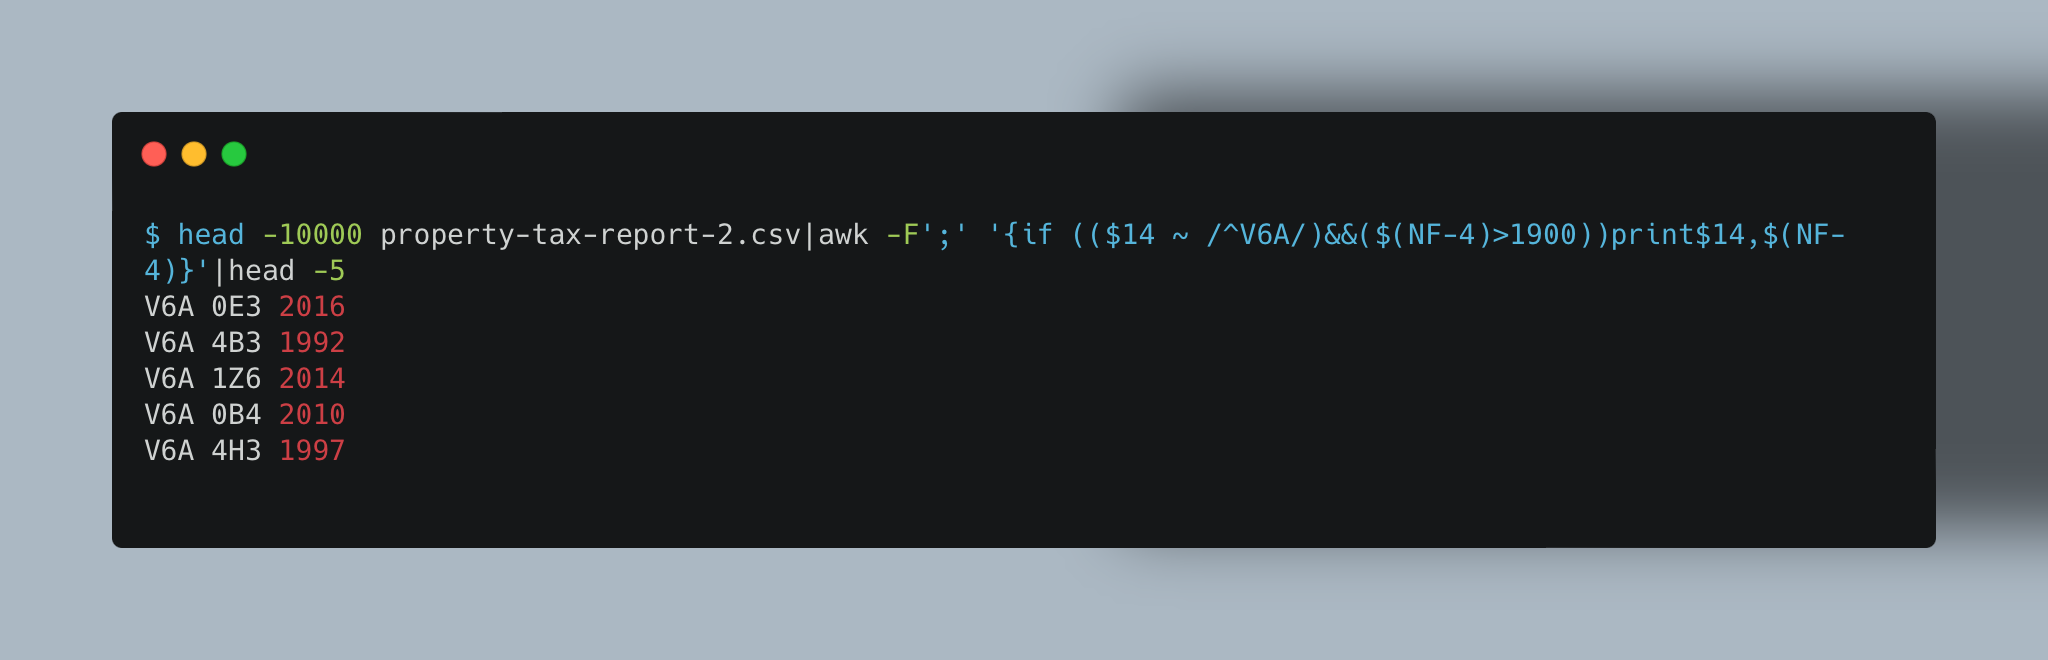 $ head -10000 property-tax-report-2.csv|awk -F';' '{if (($14 ~ /^V6A/)&&($(NF-4)>1900))print$14,$(NF-
4)}'|head -5
V6A 0E3 2016
V6A 4B3 1992
V6A 1Z6 2014
V6A 0B4 2010
V6A 4H3 1997